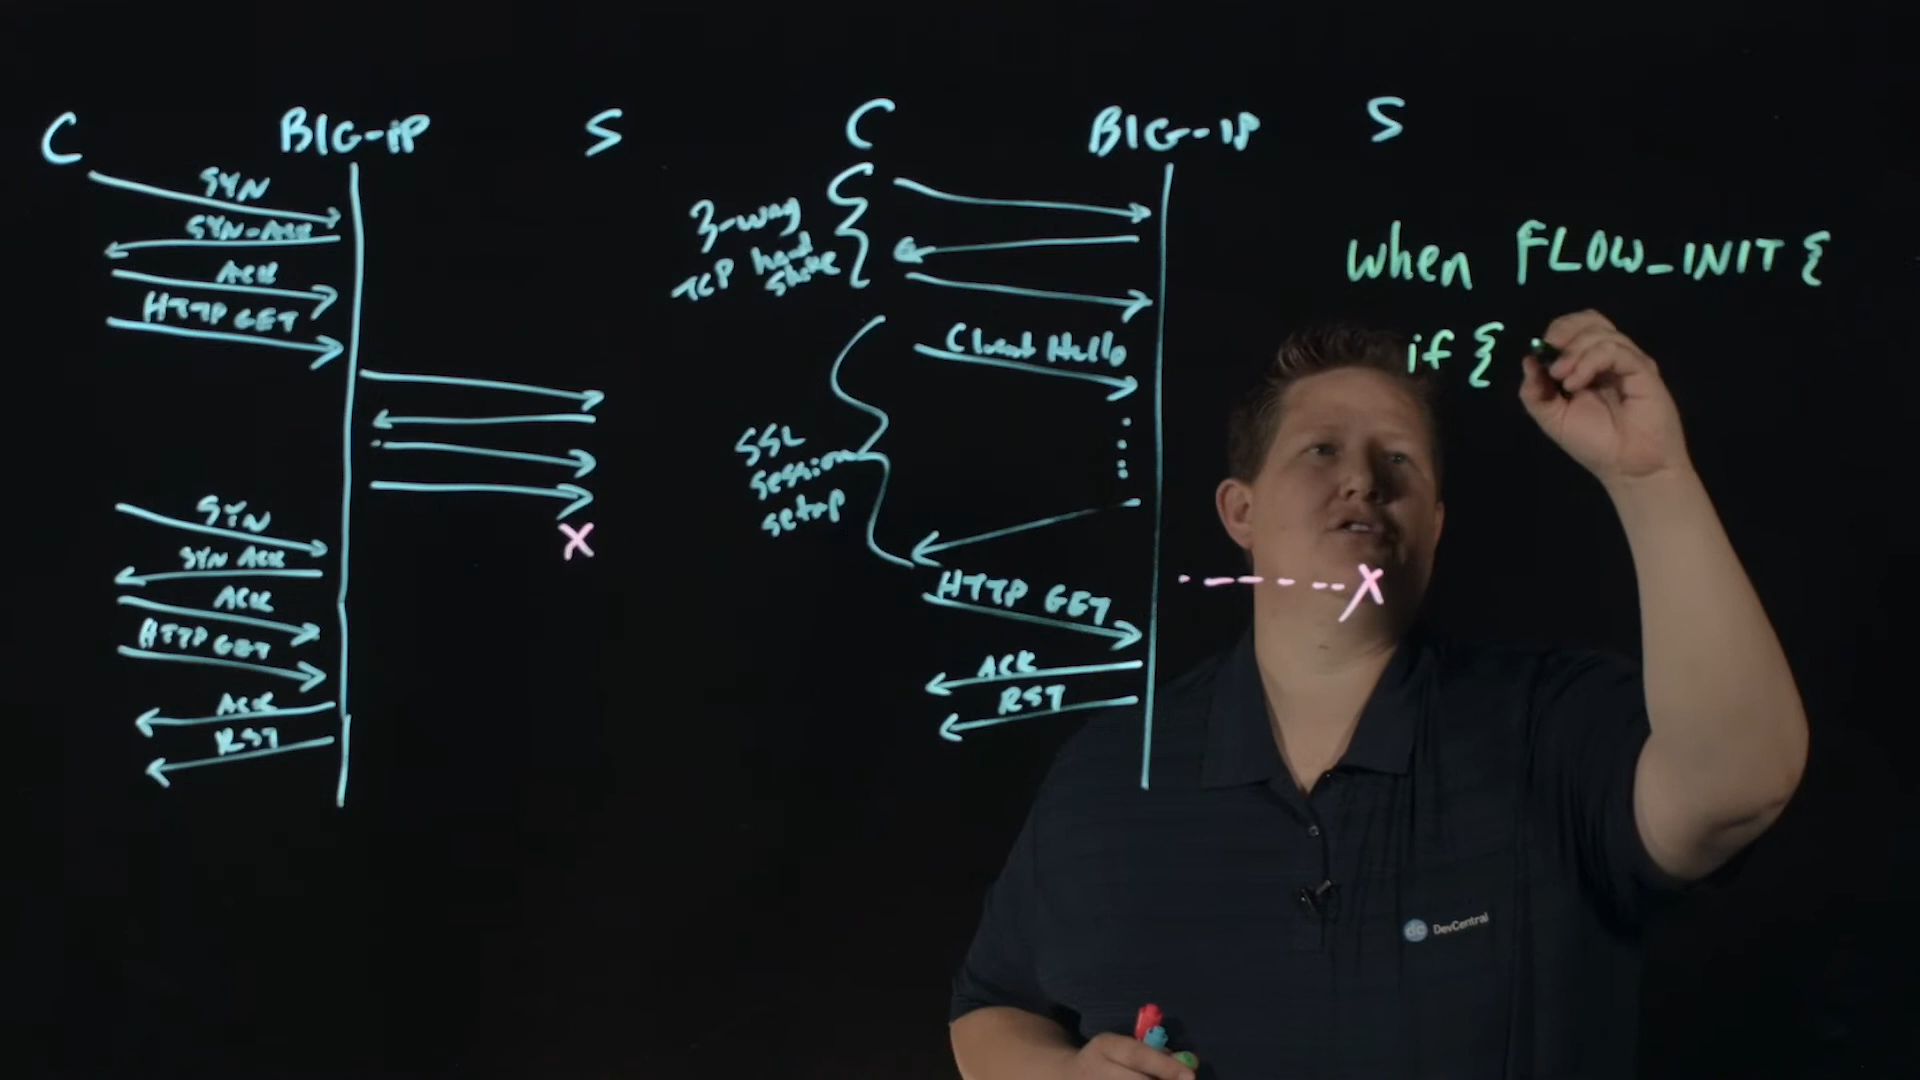 C BIG-IP S
SYN
SYN-ACK
ACK
HTTP GET
SYN
SYN ACK
ACK
HTTP GET
ACK
RST
C BIG-IP S
3-way
TCP hand
shake
Client Hello
SSL
session
setup
HTTP GET
ACK
RST
X
X
when FLOW_INIT {
if {
dc DevCentral